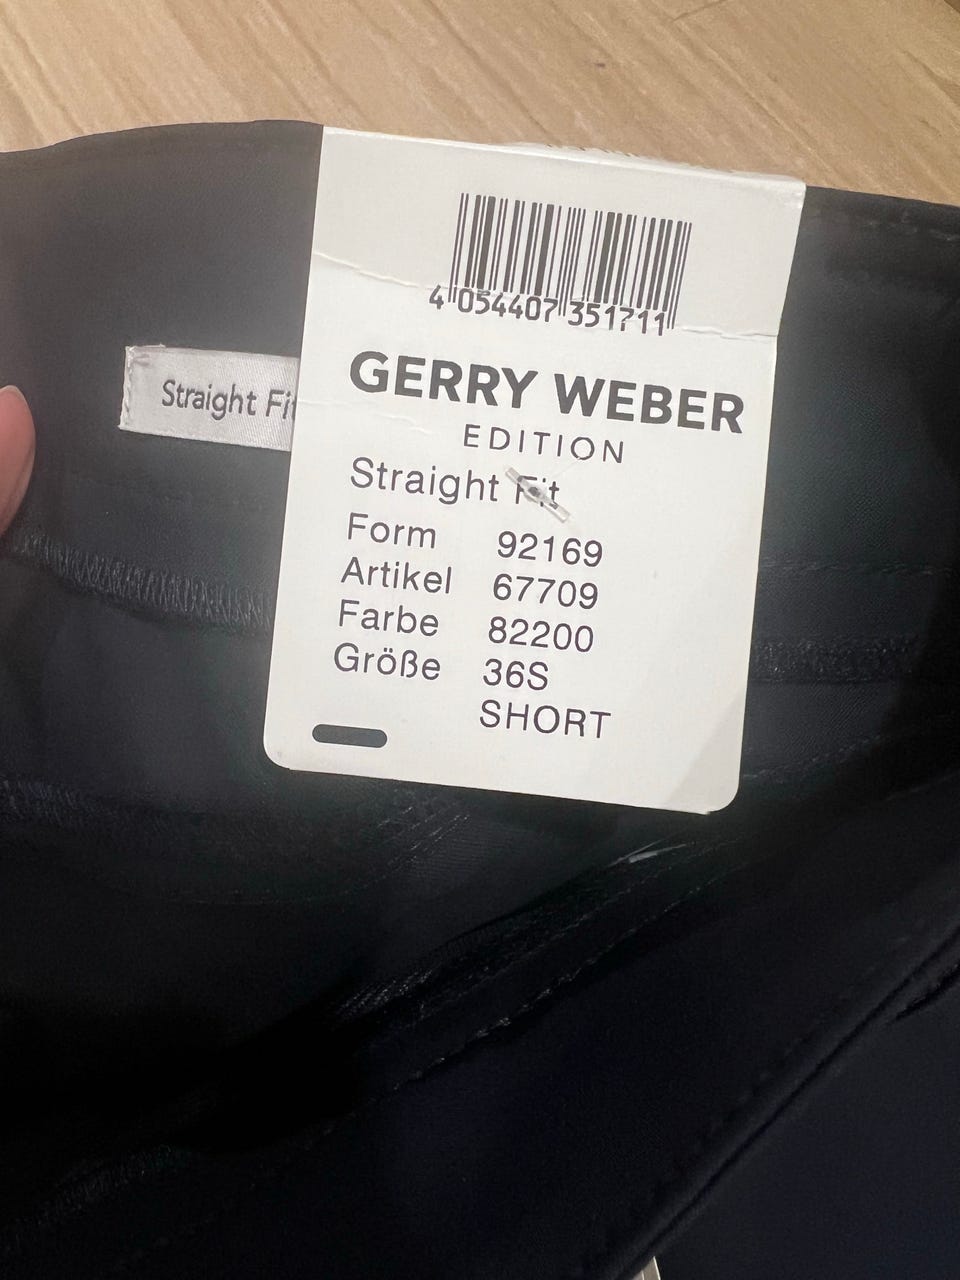 4 054407 351711
GERRY WEBER
EDITION
Straight Fit
Straight Fit
Form 92169
Artikel 67709
Farbe 82200
Größe 36S
SHORT